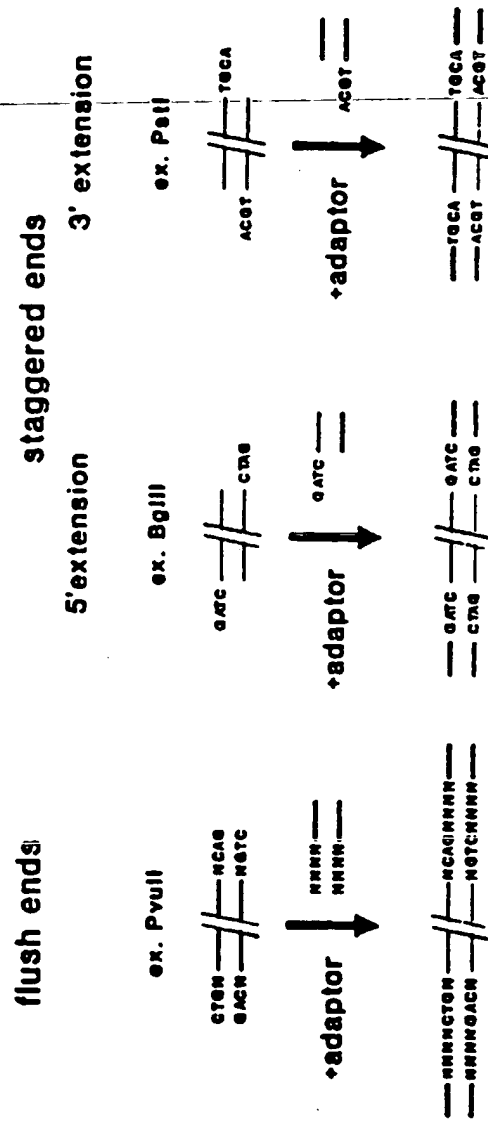 flush ends
ex. PvuII
CTGN NCAG
GACN NGTC
+adaptor
NNNN
NNNN
NNNNCTGN NCAGNNNN
NNNNGACN NGTCNNNN
staggered ends
5'extension
ex. BglII
GATC
CTAG
+adaptor
GATC
GATC GATC
CTAG CTAG
3' extension
ex. PstI
TGCA
ACGT
+adaptor
ACGT
TGCA TGCA
ACGT ACGT